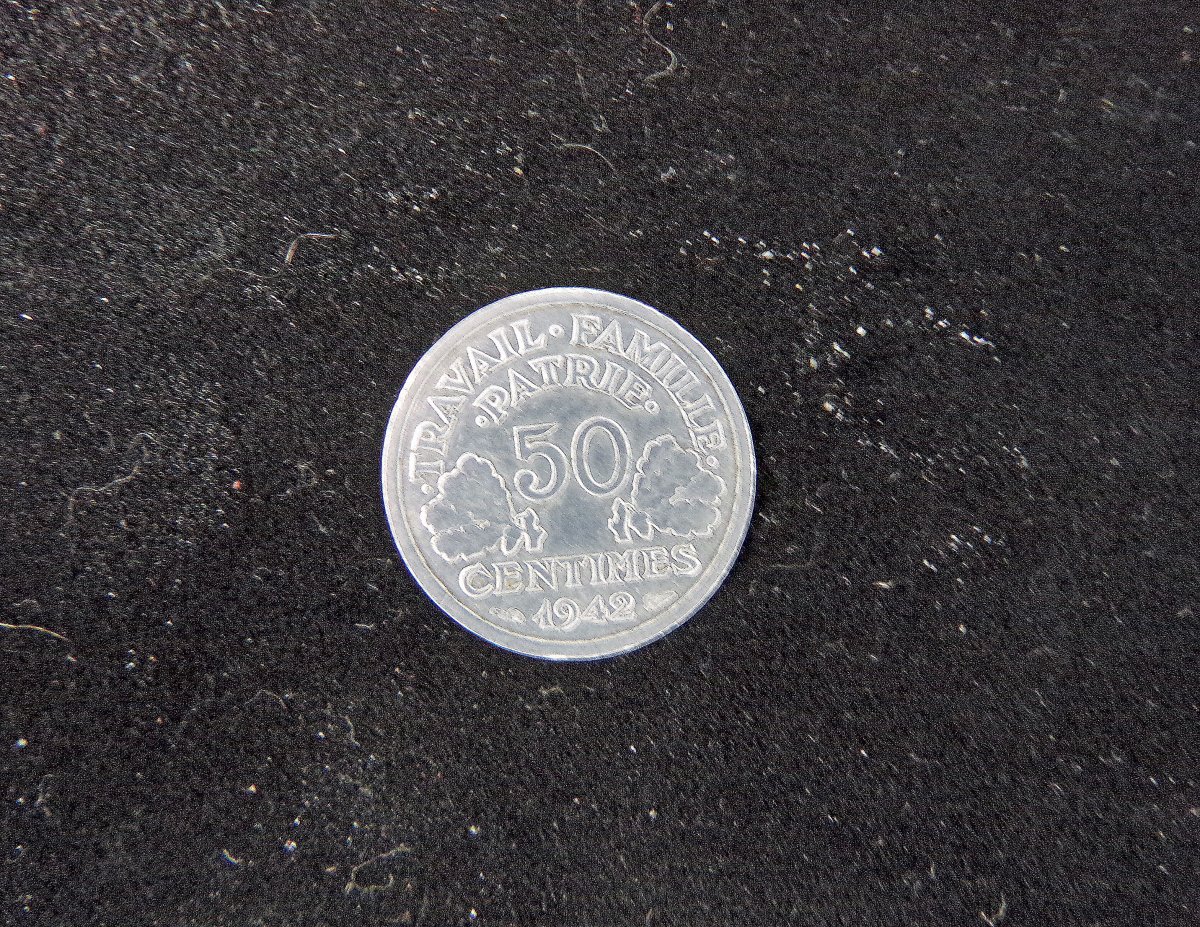 ·TRAVAIL·FAMILLE·
·PATRIE·
50
CENTIMES
1942